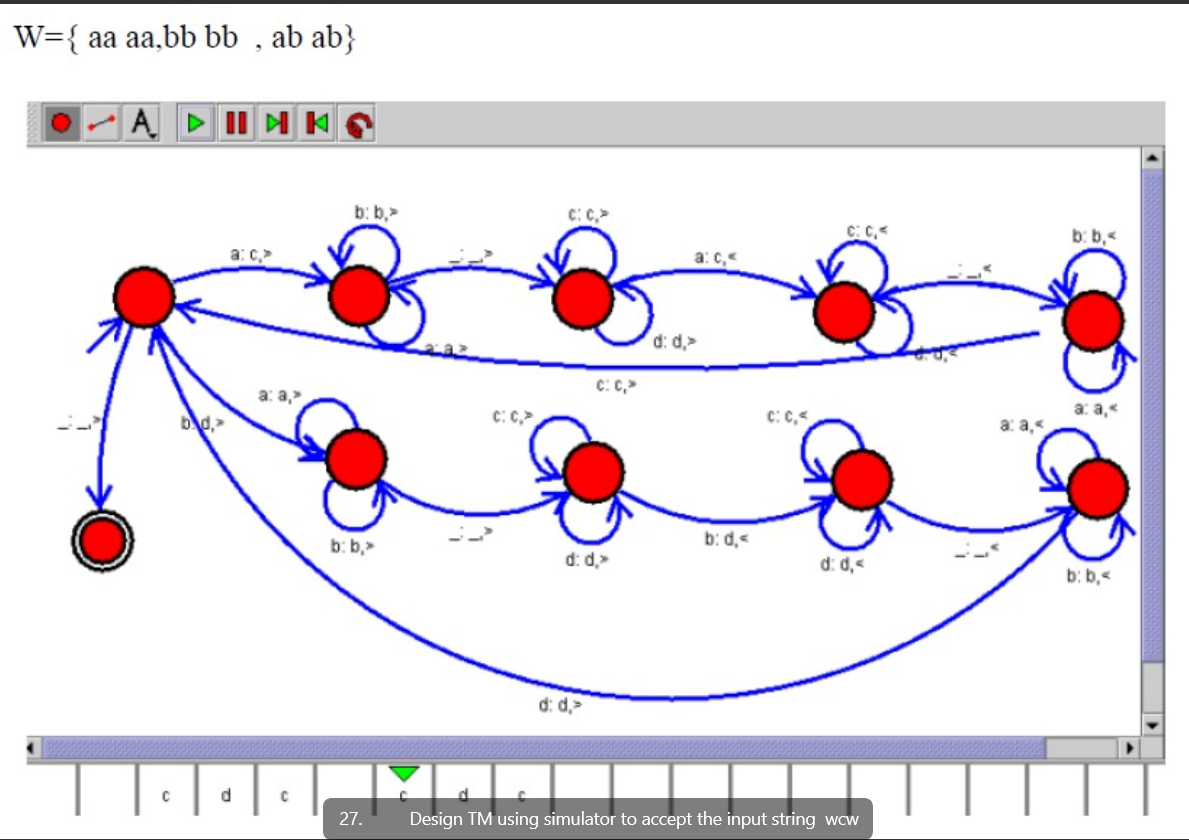 W={ aa aa,bb bb , ab ab}
A
b: b,>
c: c,>
c: c,<
b: b,<
a: c,>
_: _,>
a: c,<
_: _,<
a: a,>
d: d,>
d: d,<
c: c,>
a: a,<
_: _,>
b: d,>
a: a,>
c: c,>
c: c,<
a: a,<
b: b,>
_: _,>
d: d,>
b: d,<
d: d,<
_: _,<
b: b,<
d: d,>
c d c c d c
27. Design TM using simulator to accept the input string wcw